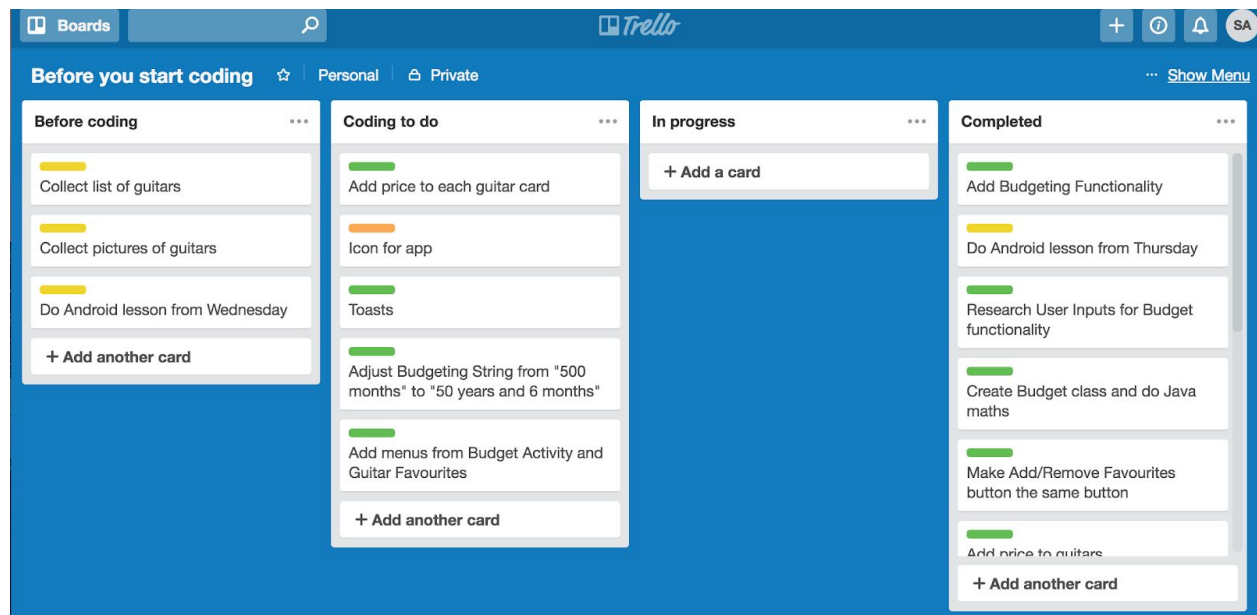 Boards
Trello
SA
Before you start coding
Personal
Private
Show Menu
Before coding
Collect list of guitars
Collect pictures of guitars
Do Android lesson from Wednesday
+ Add another card
Coding to do
Add price to each guitar card
Icon for app
Toasts
Adjust Budgeting String from "500
months" to "50 years and 6 months"
Add menus from Budget Activity and
Guitar Favourites
+ Add another card
In progress
+ Add a card
Completed
Add Budgeting Functionality
Do Android lesson from Thursday
Research User Inputs for Budget
functionality
Create Budget class and do Java
maths
Make Add/Remove Favourites
button the same button
Add price to guitars
+ Add another card